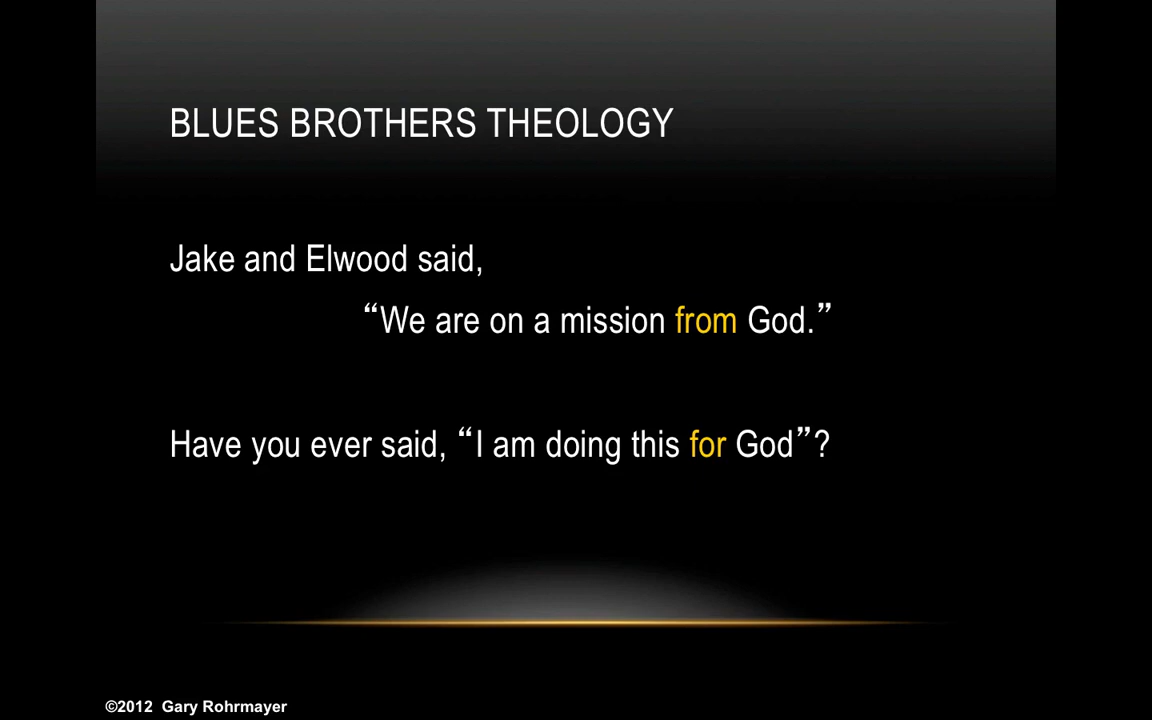 BLUES BROTHERS THEOLOGY
Jake and Elwood said,
“We are on a mission from God.”
Have you ever said, “I am doing this for God”?
©2012 Gary Rohrmayer